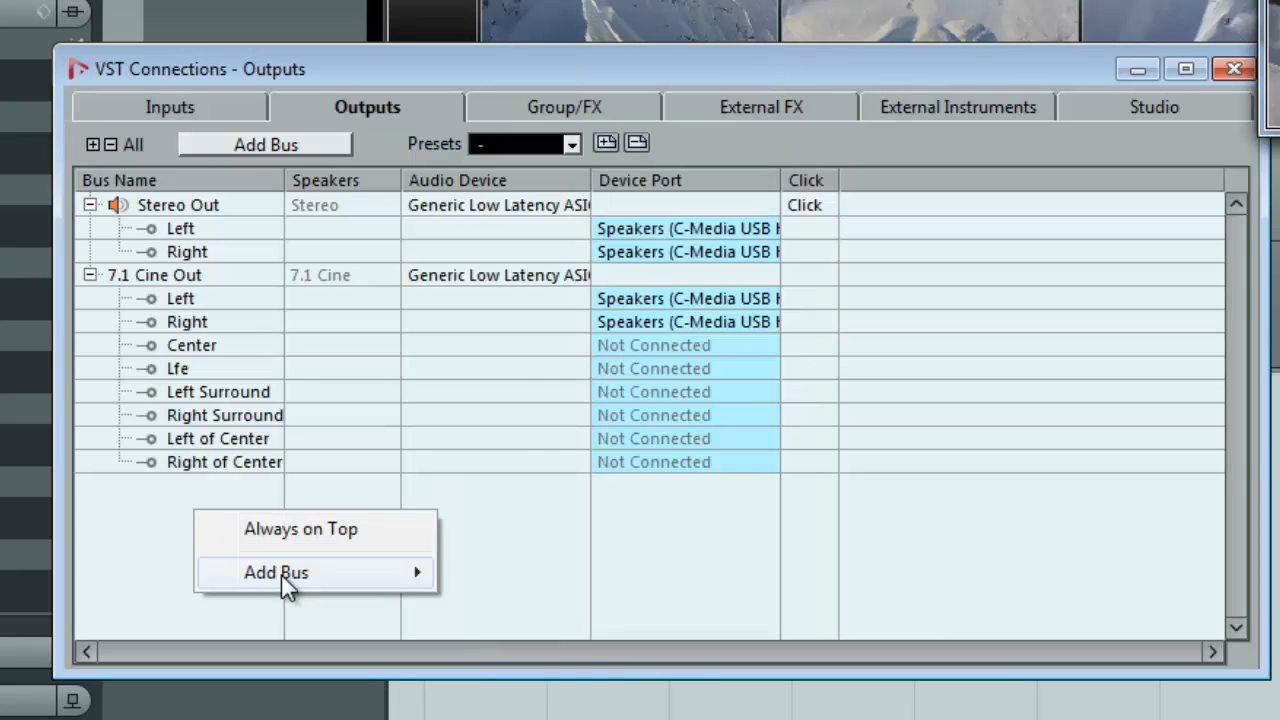 VST Connections - Outputs
Inputs Outputs Group/FX External FX External Instruments Studio
All Add Bus Presets -
Bus Name Speakers Audio Device Device Port Click
Stereo Out Stereo Generic Low Latency ASI Click
Left Speakers (C-Media USB H
Right Speakers (C-Media USB H
7.1 Cine Out 7.1 Cine Generic Low Latency ASI
Left Speakers (C-Media USB H
Right Speakers (C-Media USB H
Center Not Connected
Lfe Not Connected
Left Surround Not Connected
Right Surround Not Connected
Left of Center Not Connected
Right of Center Not Connected
Always on Top
Add Bus